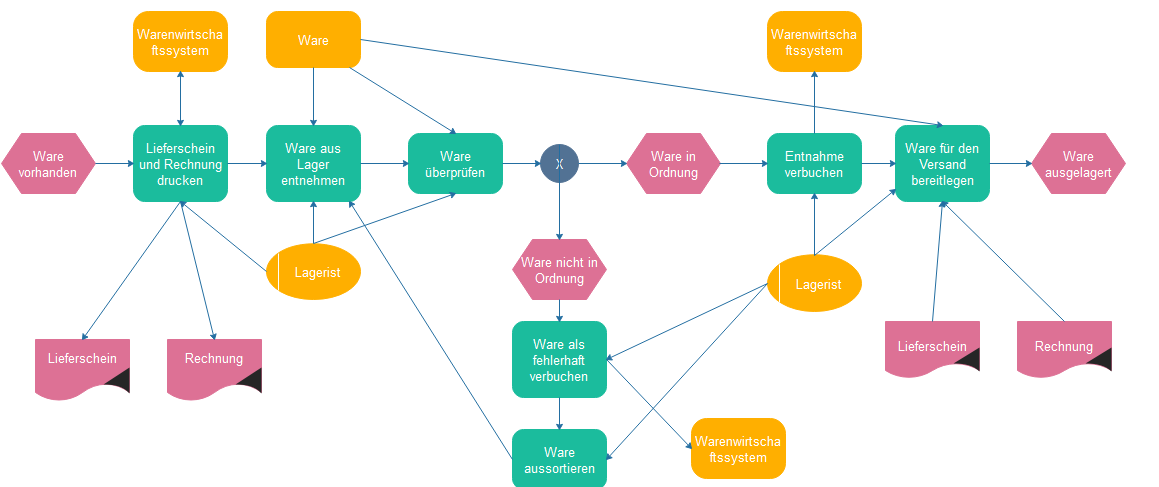 Warenwirtscha
ftssystem
Ware
Warenwirtscha
ftssystem
Ware
vorhanden
Lieferschein
und Rechnung
drucken
Ware aus
Lager
entnehmen
Ware
überprüfen
X
Ware in
Ordnung
Entnahme
verbuchen
Ware für den
Versand
bereitlegen
Ware
ausgelagert
Lagerist
Ware nicht in
Ordnung
Lagerist
Lieferschein
Rechnung
Ware als
fehlerhaft
verbuchen
Lieferschein
Rechnung
Ware
aussortieren
Warenwirtscha
ftssystem